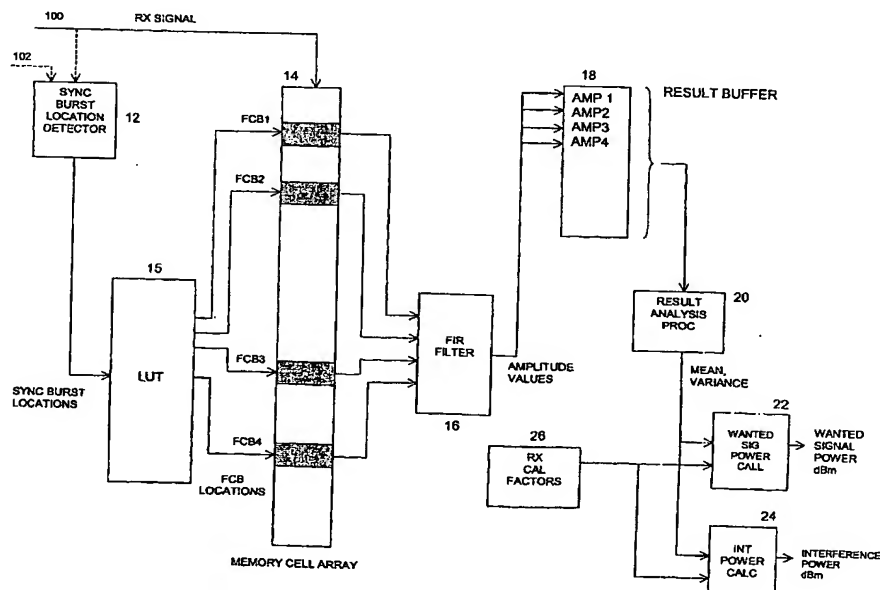 100
RX SIGNAL
102
SYNC
BURST
LOCATION
DETECTOR
12
14
FCB1
FCB2
FCB3
FCB4
FCB
LOCATIONS
15
LUT
SYNC BURST
LOCATIONS
MEMORY CELL ARRAY
FIR
FILTER
16
AMPLITUDE
VALUES
18
AMP 1
AMP2
AMP3
AMP4
RESULT BUFFER
20
RESULT
ANALYSIS
PROC
MEAN,
VARIANCE
22
WANTED
SIG
POWER
CALL
WANTED
SIGNAL
POWER
dBm
26
RX
CAL
FACTORS
24
INT
POWER
CALC
INTERFERENCE
POWER
dBm